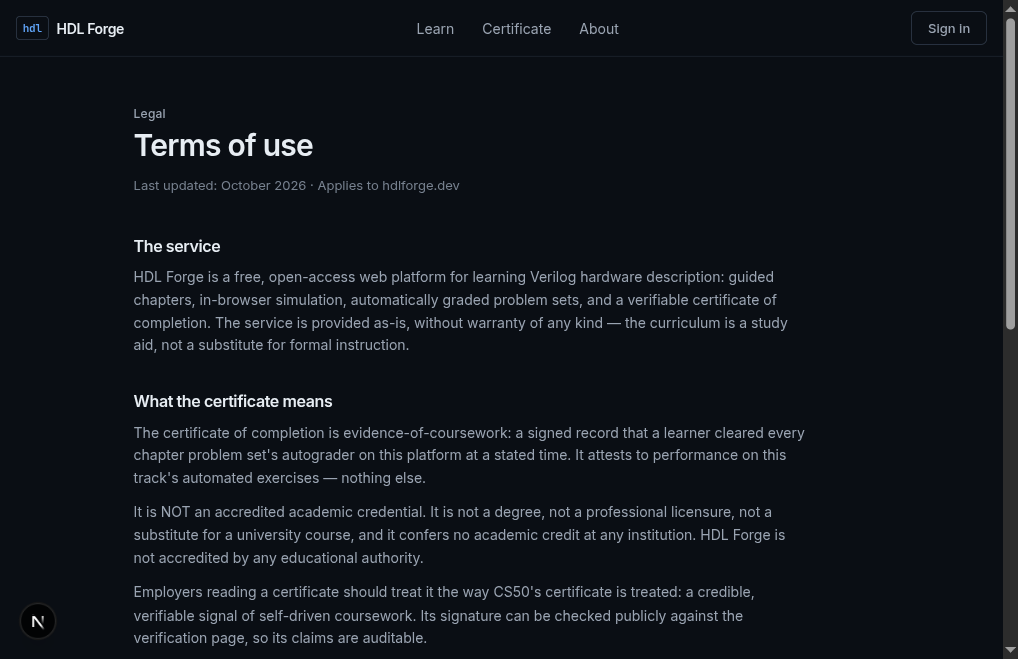 hdl HDL Forge Learn Certificate About Sign in
Legal
Terms of use
Last updated: October 2026 · Applies to hdlforge.dev
The service
HDL Forge is a free, open-access web platform for learning Verilog hardware description: guided
chapters, in-browser simulation, automatically graded problem sets, and a verifiable certificate of
completion. The service is provided as-is, without warranty of any kind — the curriculum is a study
aid, not a substitute for formal instruction.
What the certificate means
The certificate of completion is evidence-of-coursework: a signed record that a learner cleared every
chapter problem set's autograder on this platform at a stated time. It attests to performance on this
track's automated exercises — nothing else.
It is NOT an accredited academic credential. It is not a degree, not a professional licensure, not a
substitute for a university course, and it confers no academic credit at any institution. HDL Forge is
not accredited by any educational authority.
Employers reading a certificate should treat it the way CS50's certificate is treated: a credible,
verifiable signal of self-driven coursework. Its signature can be checked publicly against the
verification page, so its claims are auditable.
N